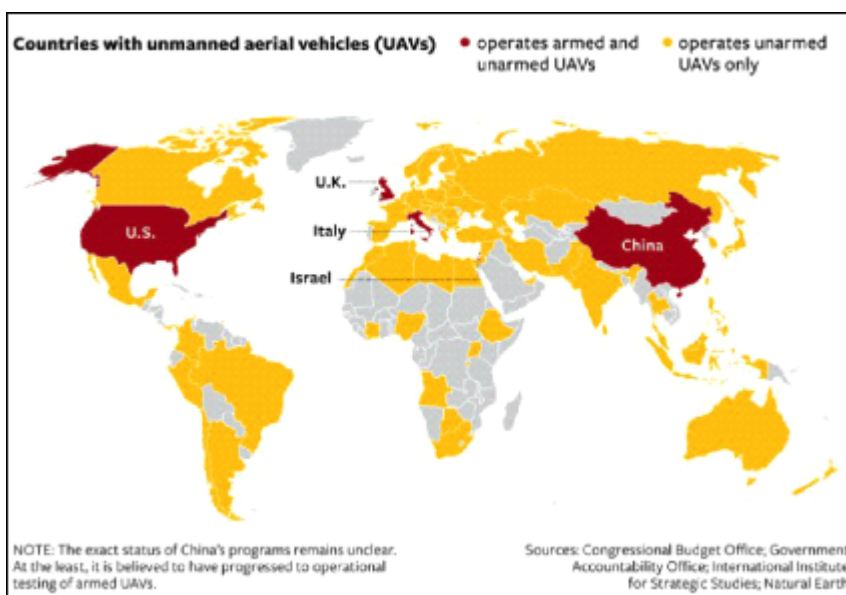 Countries with unmanned aerial vehicles (UAVs)
operates armed and
unarmed UAVs
operates unarmed
UAVs only
U.K.
U.S.
Italy
China
Israel
NOTE: The exact status of China's programs remains unclear.
At the least, it is believed to have progressed to operational
testing of armed UAVs.
Sources: Congressional Budget Office; Government
Accountability Office; International Institute
for Strategic Studies; Natural Earth